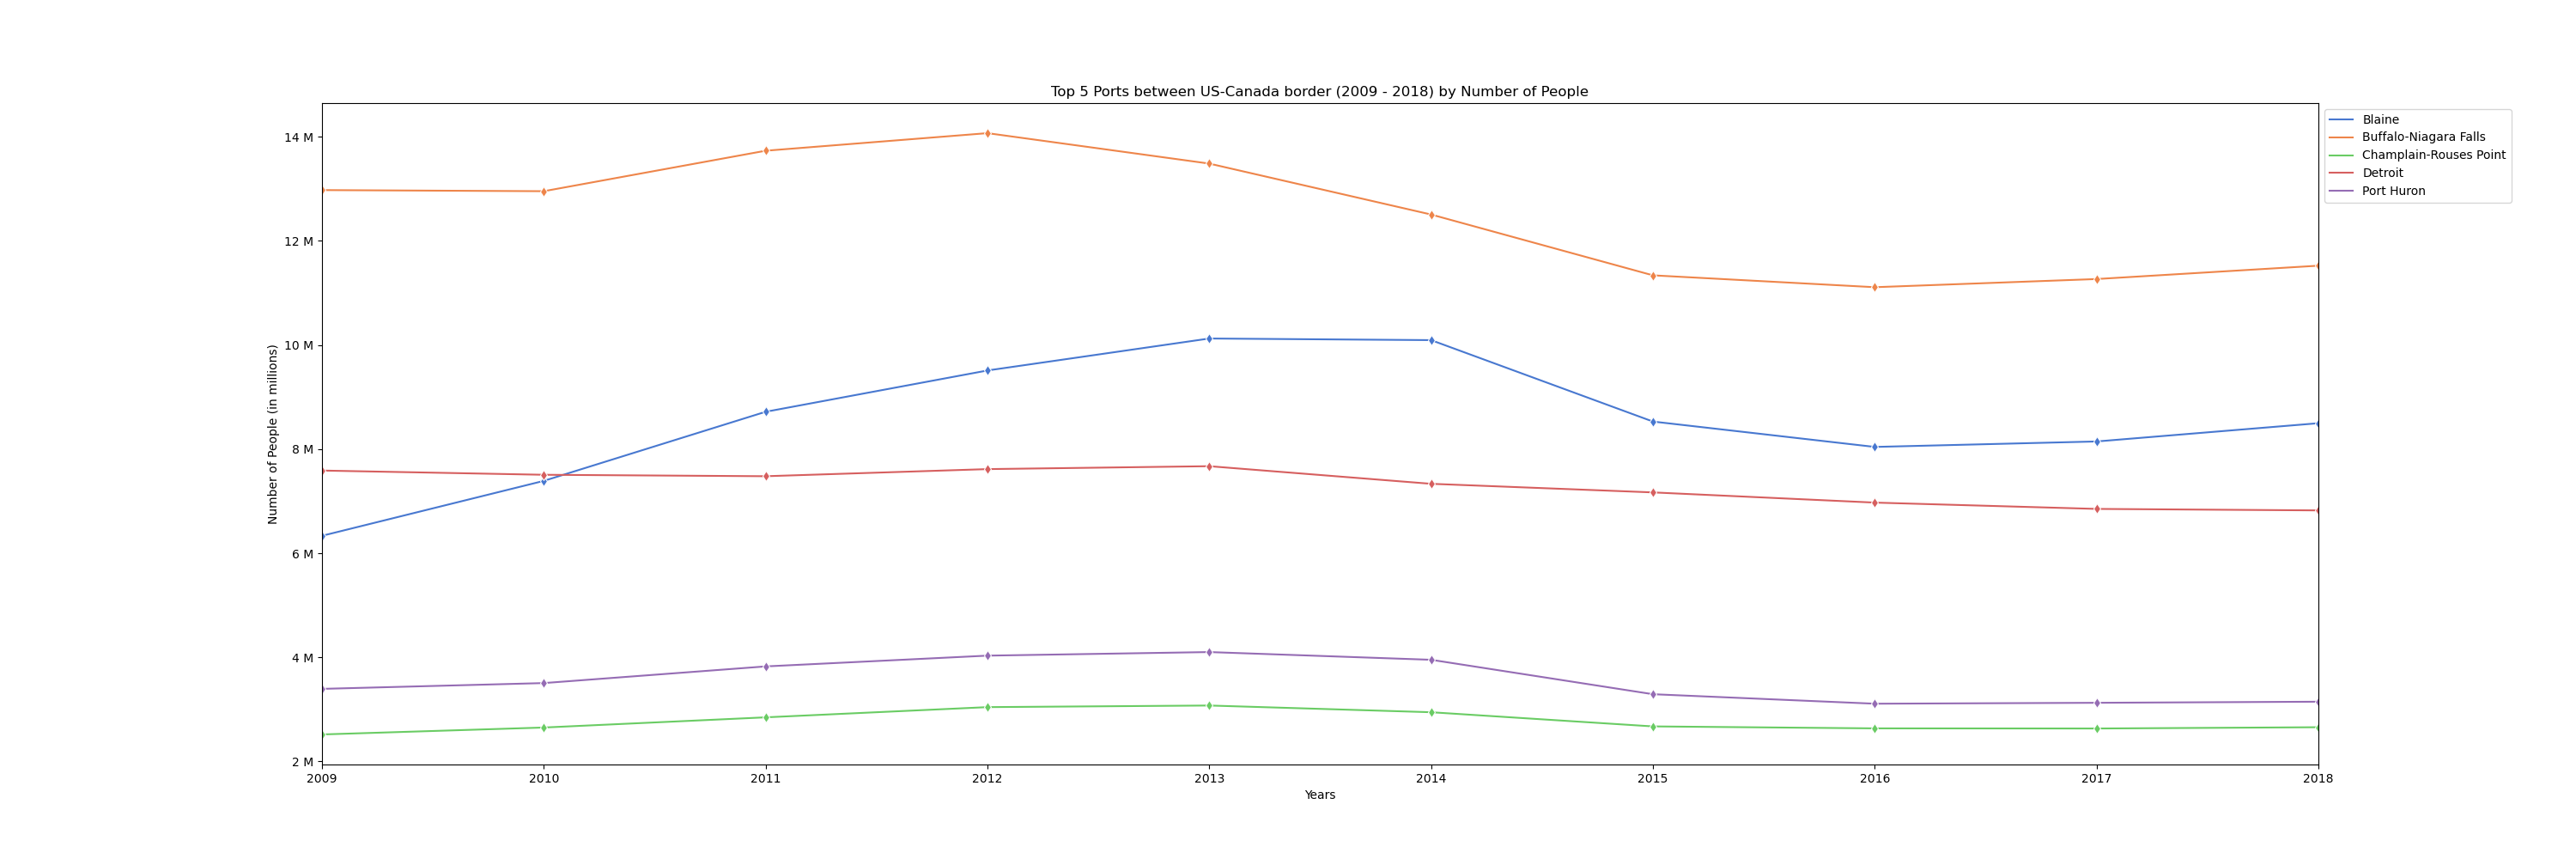 Top 5 Ports between US-Canada border (2009 - 2018) by Number of People
Blaine
Buffalo-Niagara Falls
Champlain-Rouses Point
Detroit
Port Huron
Number of People (in millions)
14 M
12 M
10 M
8 M
6 M
4 M
2 M
2009 2010 2011 2012 2013 2014 2015 2016 2017 2018
Years